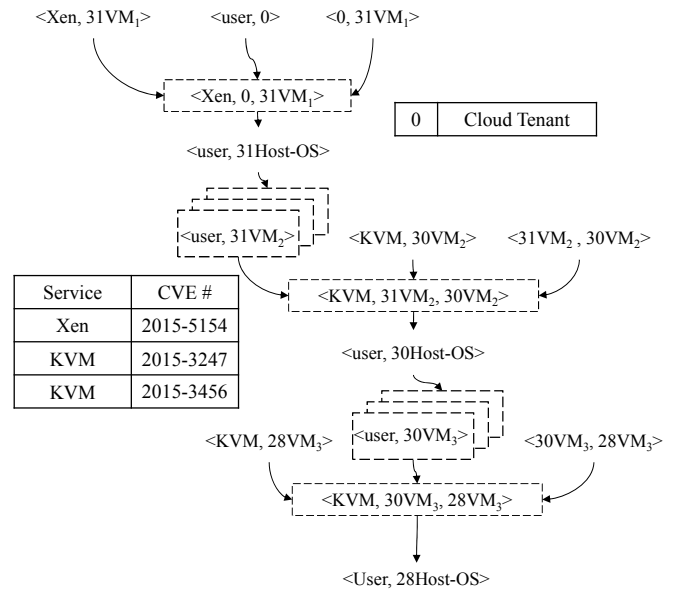 <Xen, 31VM₁> <user, 0> <0, 31VM₁>
<Xen, 0, 31VM₁>
0 Cloud Tenant
<user, 31Host-OS>
<user, 31VM₂> <KVM, 30VM₂> <31VM₂ , 30VM₂>
Service CVE #
Xen 2015-5154
KVM 2015-3247
KVM 2015-3456
<KVM, 31VM₂, 30VM₂>
<user, 30Host-OS>
<KVM, 28VM₃> <user, 30VM₃> <30VM₃, 28VM₃>
<KVM, 30VM₃, 28VM₃>
<User, 28Host-OS>